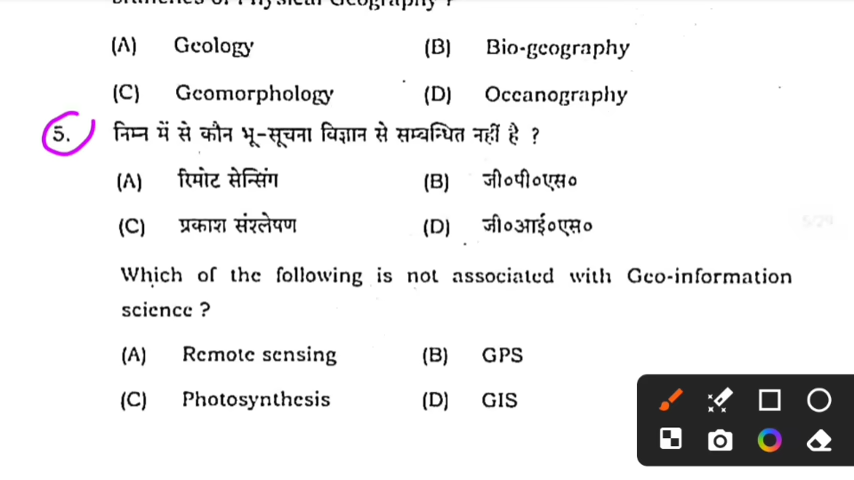 (A) Geology (B) Bio-geography
(C) Geomorphology (D) Oceanography
5. निम्न में से कौन भू-सूचना विज्ञान से सम्बन्धित नहीं है ?
(A) रिमोट सेन्सिंग (B) जी०पी०एस०
(C) प्रकाश संश्लेषण (D) जी०आई०एस०
Which of the following is not associated with Geo-information
science ?
(A) Remote sensing (B) GPS
(C) Photosynthesis (D) GIS